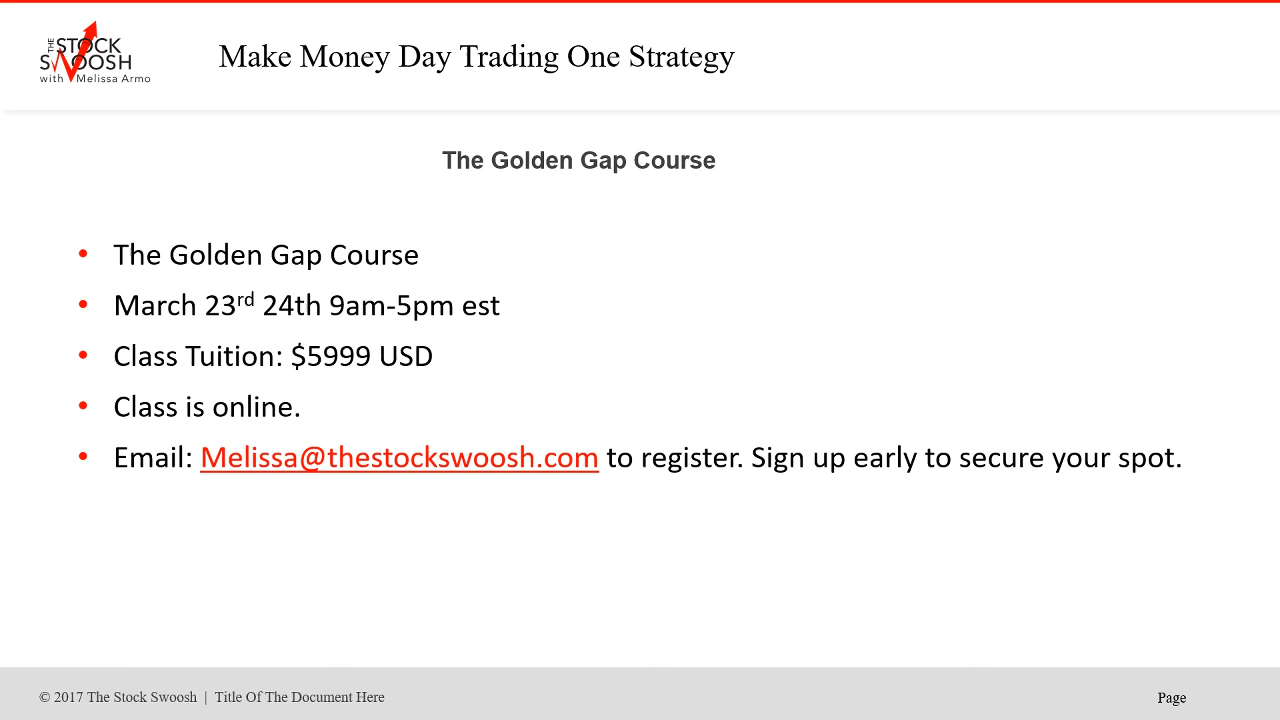 THE STOCK
SWOOSH
with Melissa Armo
Make Money Day Trading One Strategy
The Golden Gap Course
• The Golden Gap Course
• March 23rd 24th 9am-5pm est
• Class Tuition: $5999 USD
• Class is online.
• Email: Melissa@thestockswoosh.com to register. Sign up early to secure your spot.
© 2017 The Stock Swoosh | Title Of The Document Here
Page